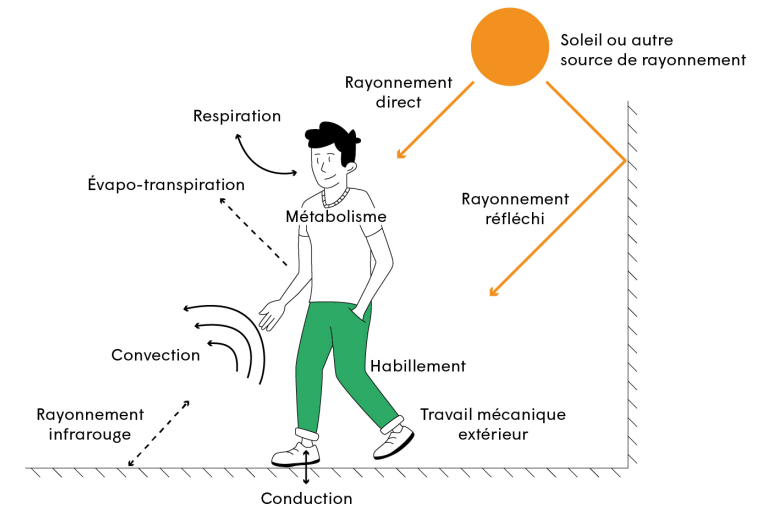 Soleil ou autre
source de rayonnement
Rayonnement
direct
Respiration
Évapo-transpiration
Métabolisme
Rayonnement
réfléchi
Convection
Habillement
Rayonnement
infrarouge
Travail mécanique
extérieur
Conduction